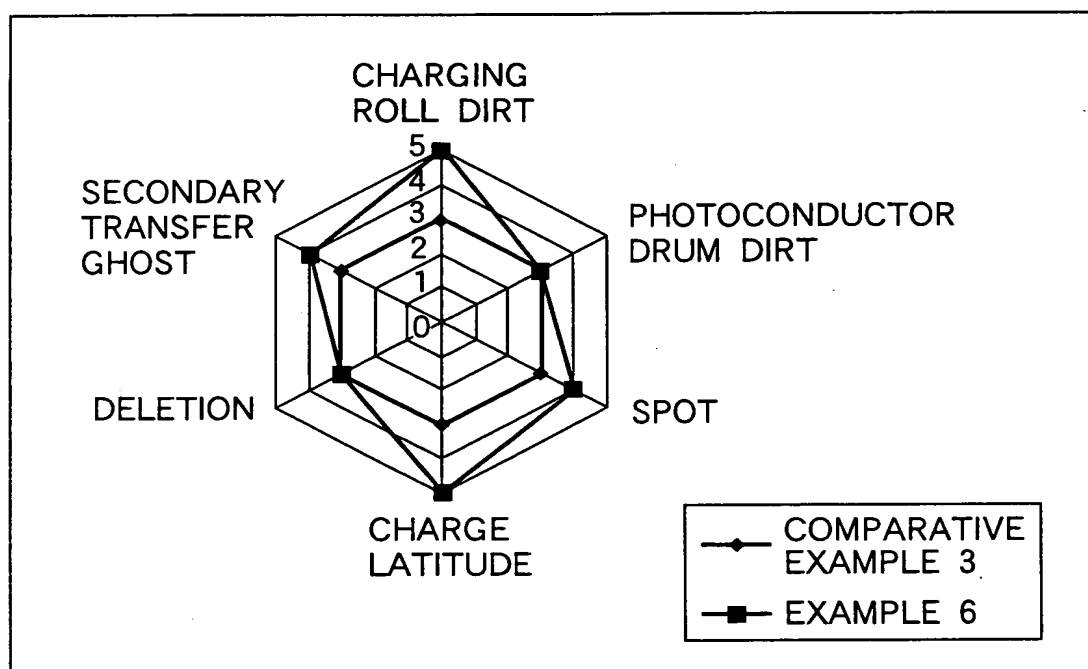 CHARGING
ROLL DIRT
5
4
3
2
1
0
SECONDARY
TRANSFER
GHOST
PHOTOCONDUCTOR
DRUM DIRT
DELETION
SPOT
CHARGE
LATITUDE
COMPARATIVE
EXAMPLE 3
EXAMPLE 6